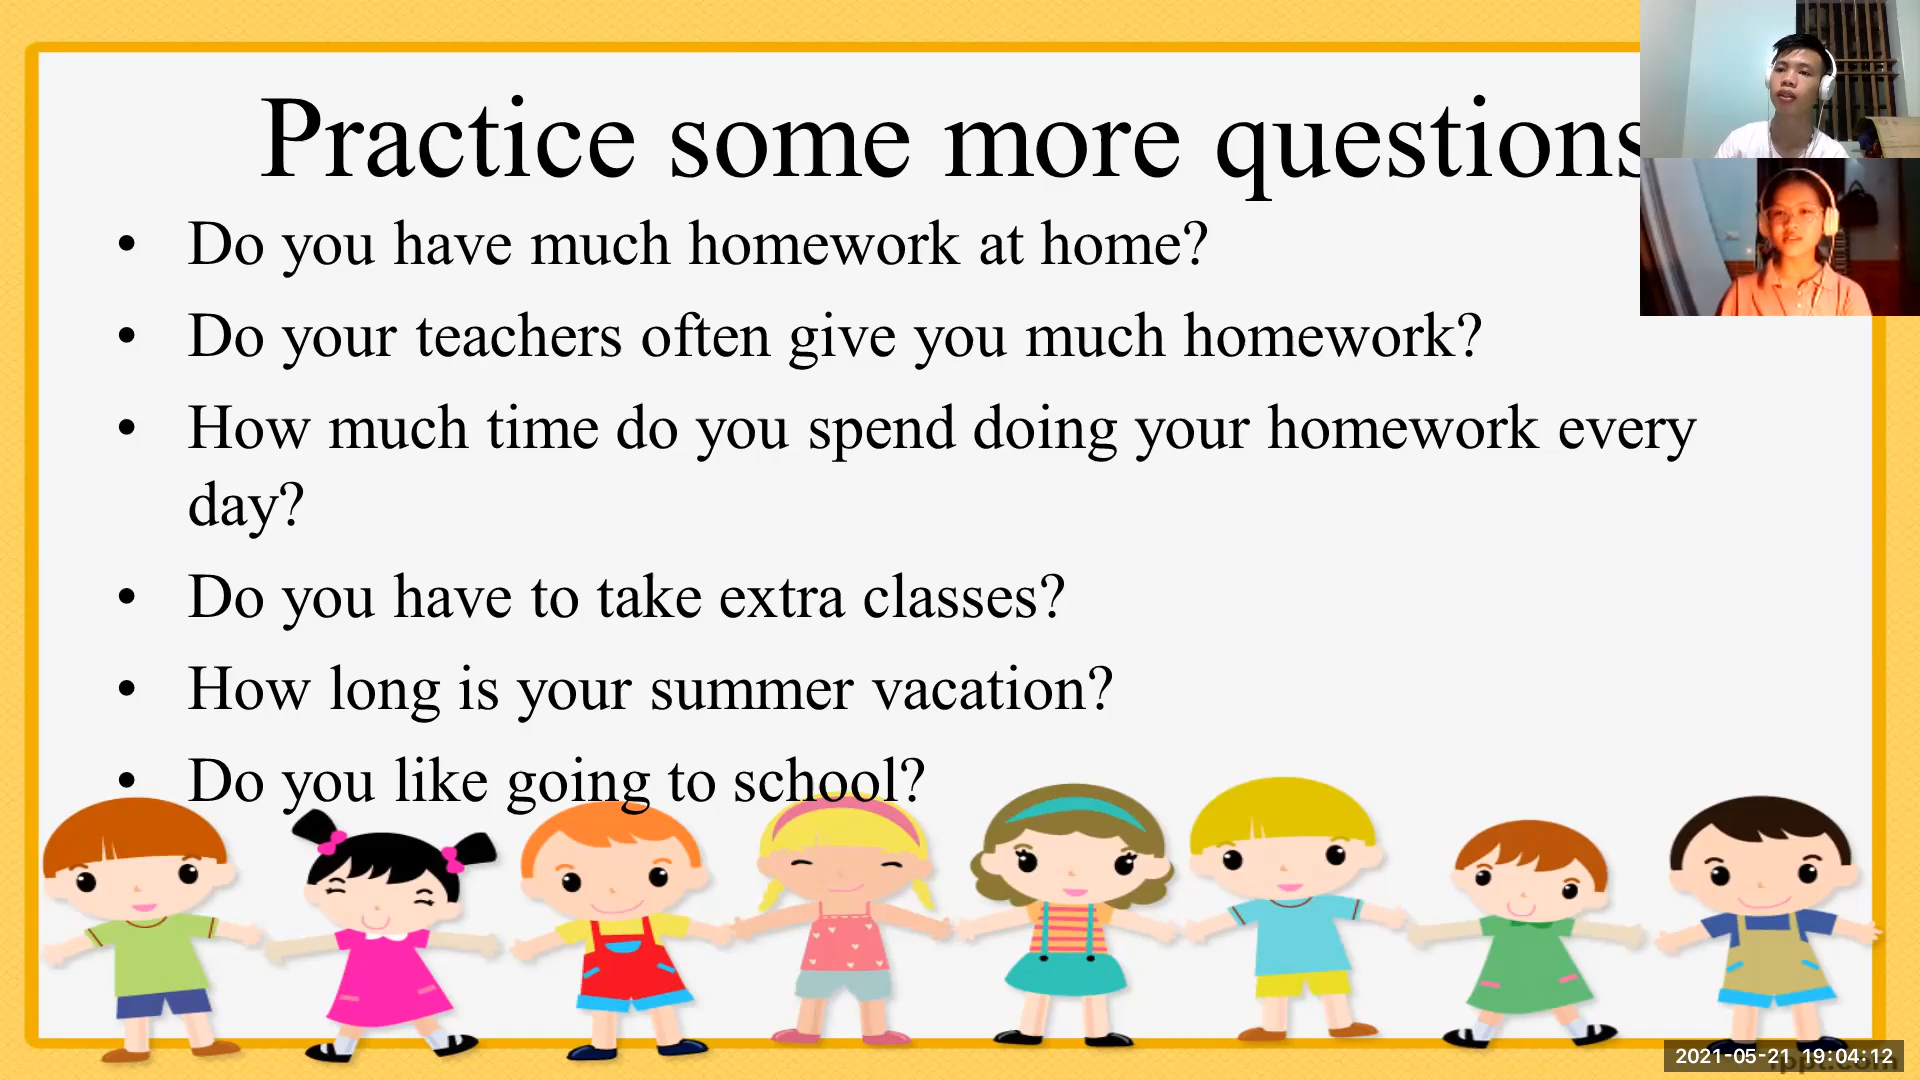 Practice some more questions
• Do you have much homework at home?
• Do your teachers often give you much homework?
• How much time do you spend doing your homework every
day?
• Do you have to take extra classes?
• How long is your summer vacation?
• Do you like going to school?
2021-05-21 19:04:12